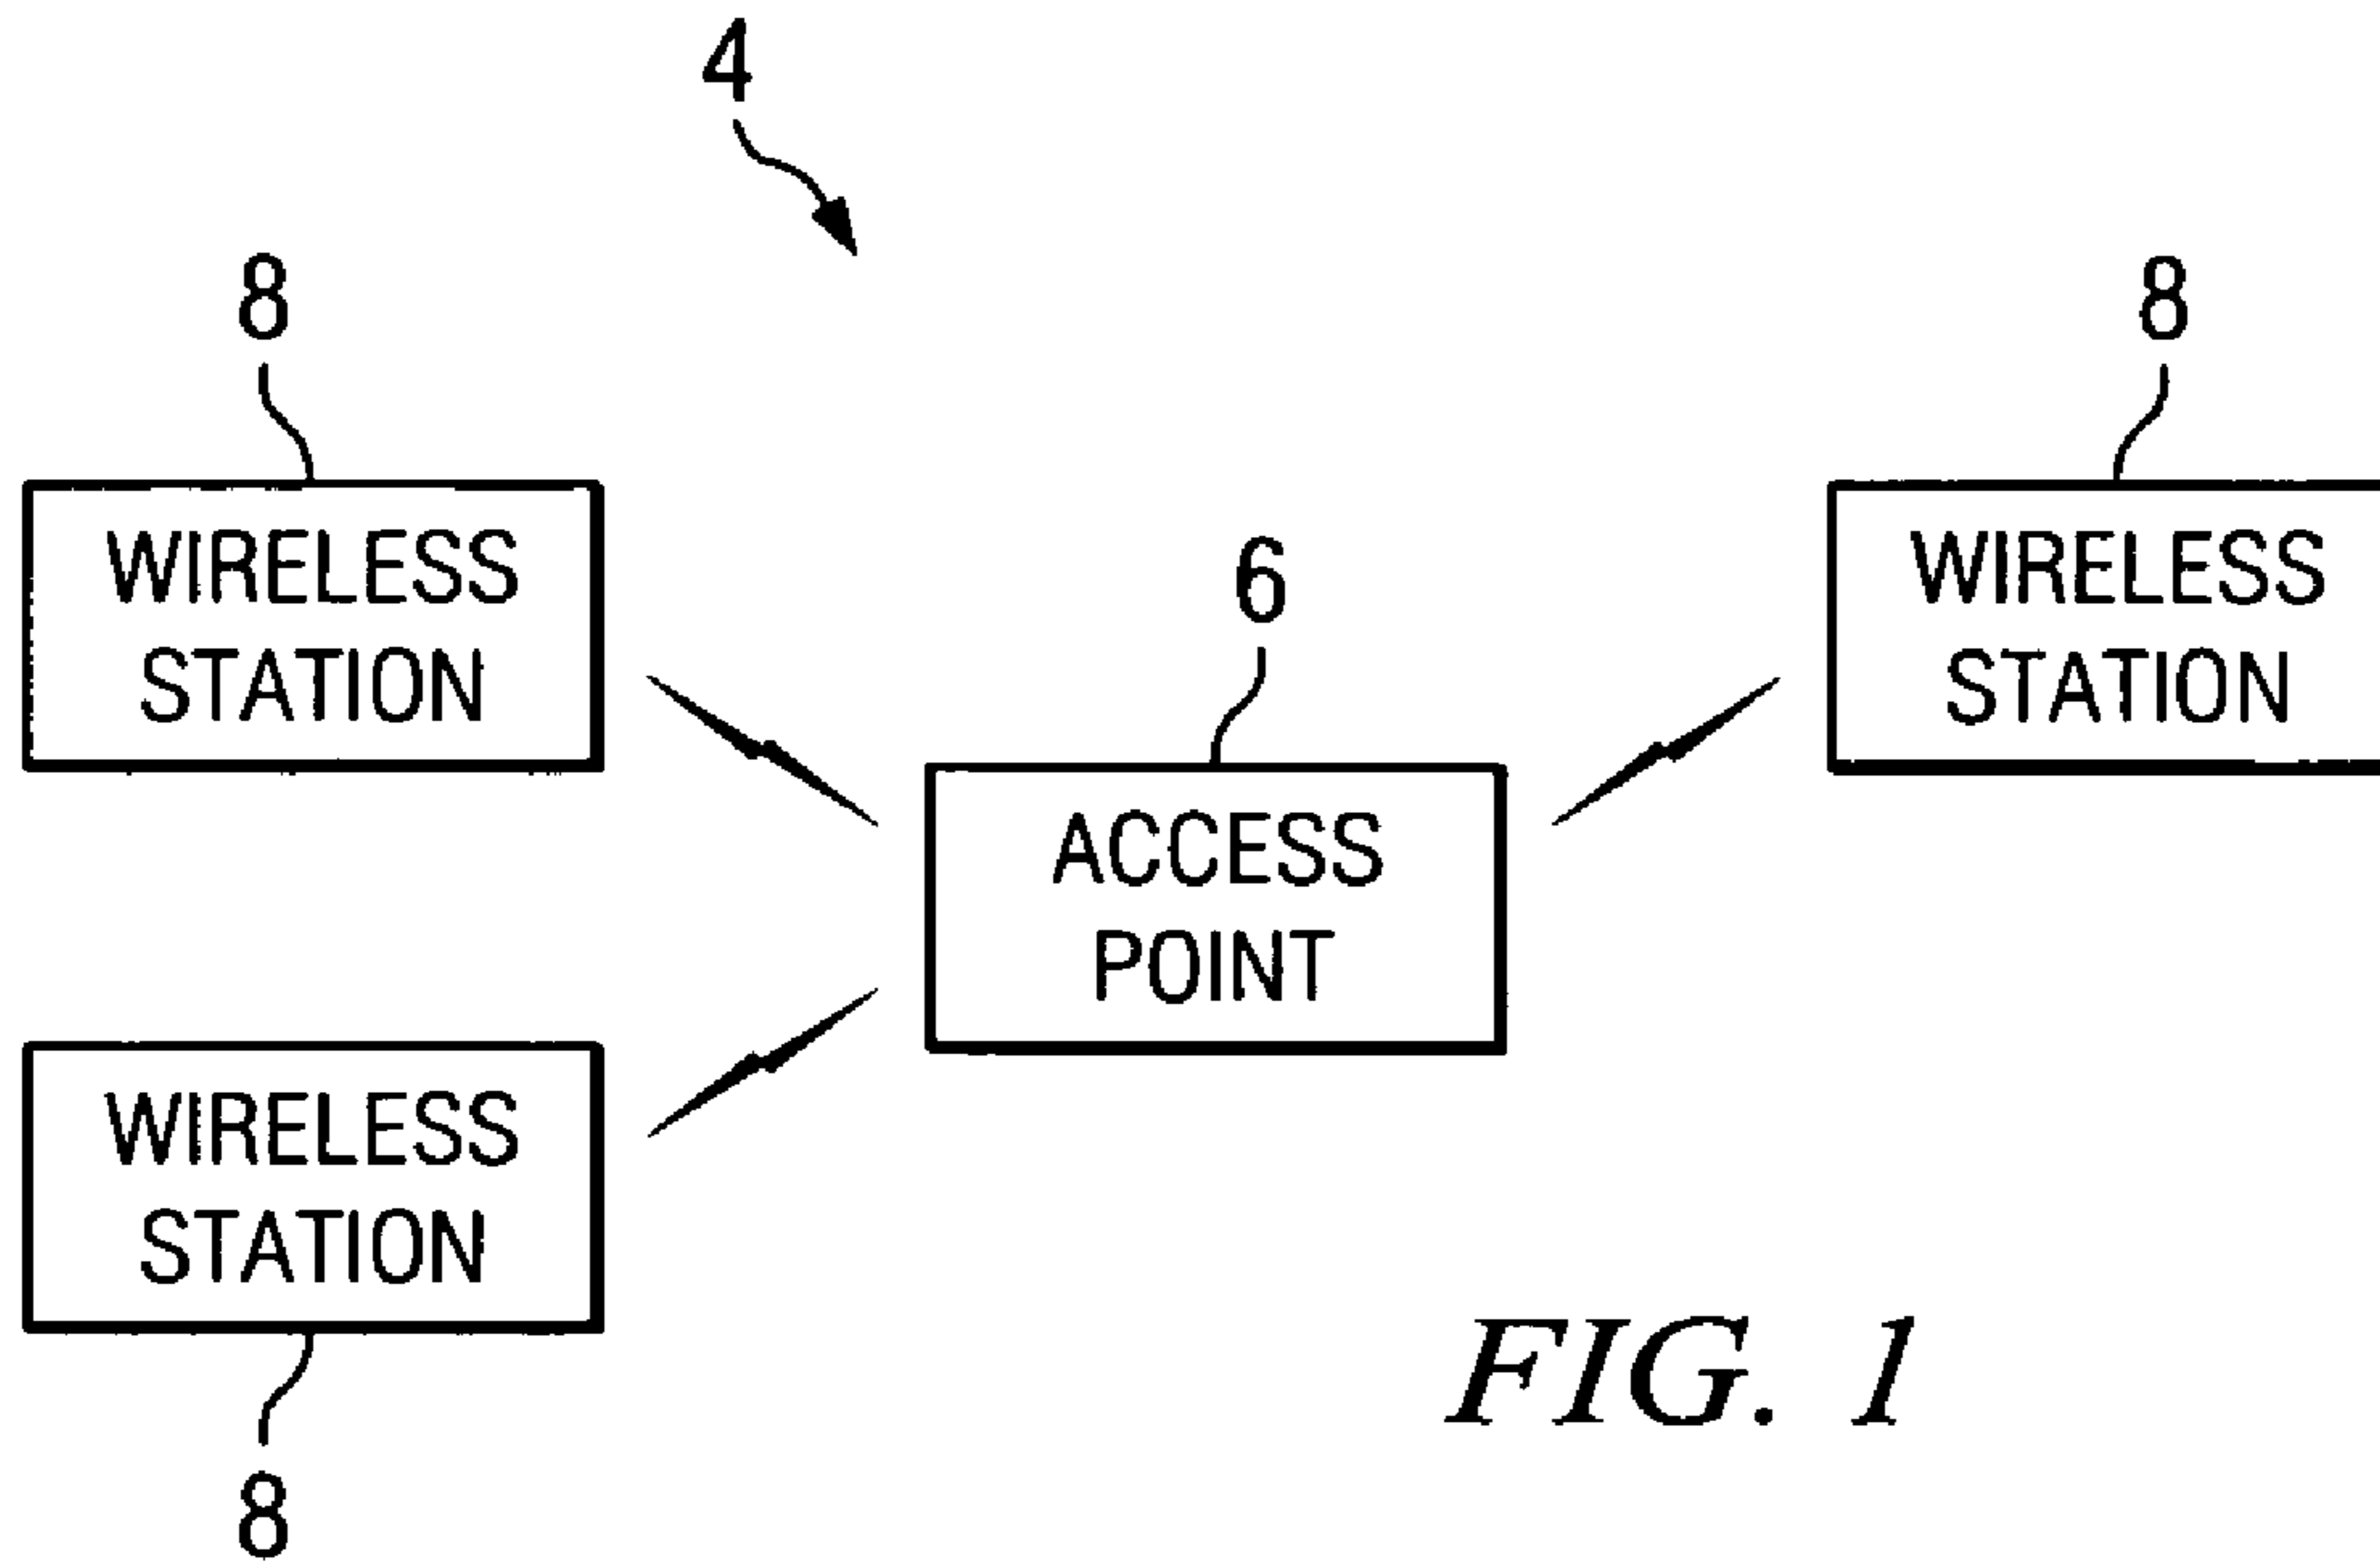 4
8
8
WIRELESS
STATION
6
WIRELESS
STATION
ACCESS
POINT
WIRELESS
STATION
8
FIG. 1